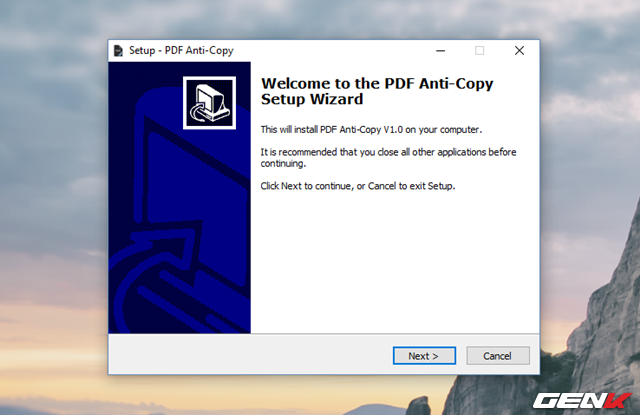 Setup - PDF Anti-Copy
Welcome to the PDF Anti-Copy
Setup Wizard
This will install PDF Anti-Copy V1.0 on your computer.
It is recommended that you close all other applications before
continuing.
Click Next to continue, or Cancel to exit Setup.
Next >
Cancel
GENK